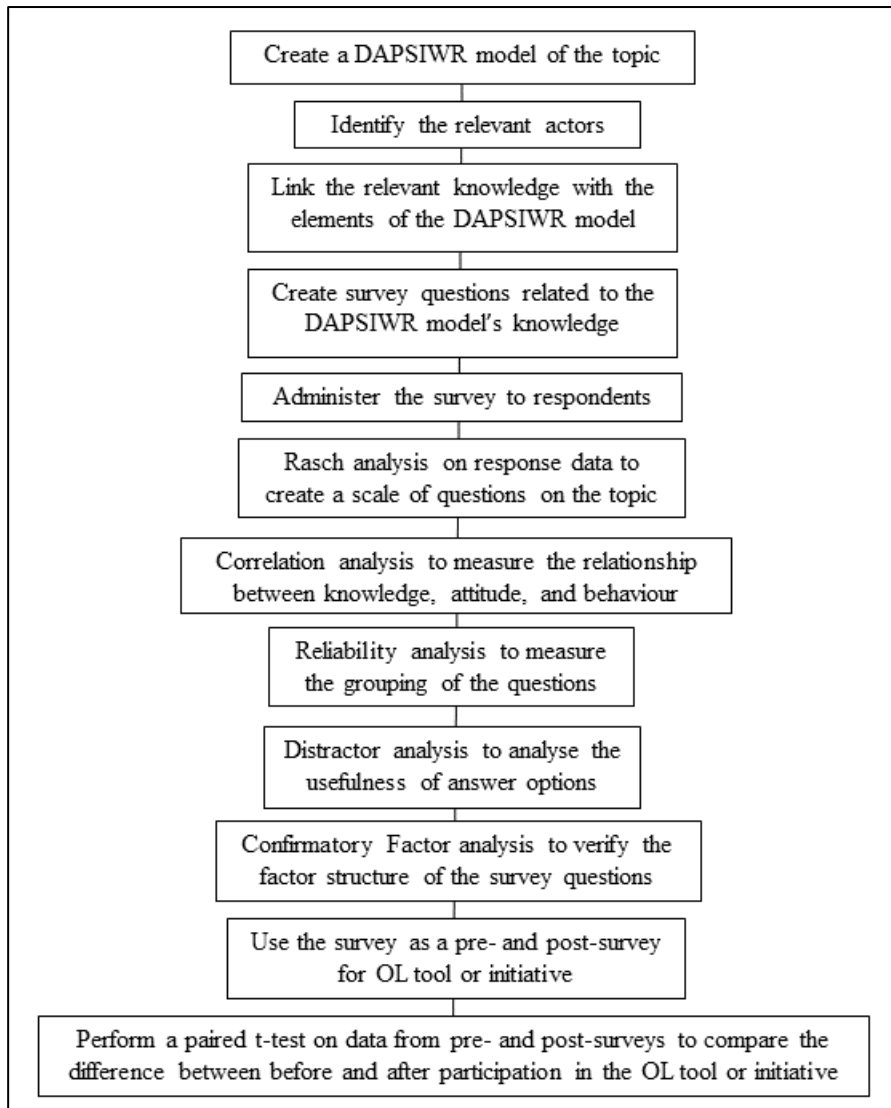 Create a DAPSIWR model of the topic
Identify the relevant actors
Link the relevant knowledge with the
elements of the DAPSIWR model
Create survey questions related to the
DAPSIWR model's knowledge
Administer the survey to respondents
Rasch analysis on response data to
create a scale of questions on the topic
Correlation analysis to measure the relationship
between knowledge, attitude, and behaviour
Reliability analysis to measure
the grouping of the questions
Distractor analysis to analyse the
usefulness of answer options
Confirmatory Factor analysis to verify the
factor structure of the survey questions
Use the survey as a pre- and post-survey
for OL tool or initiative
Perform a paired t-test on data from pre- and post-surveys to compare the
difference between before and after participation in the OL tool or initiative